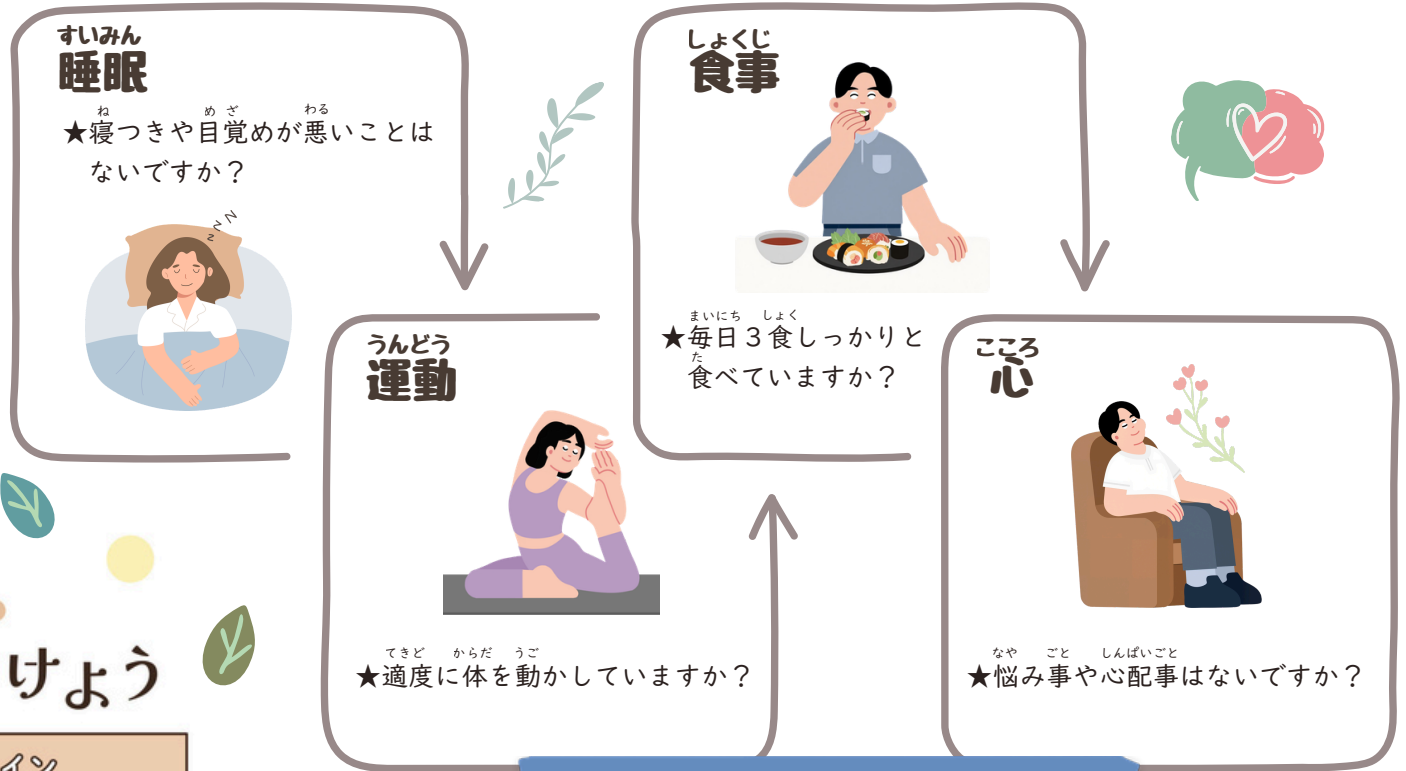 すいみん
睡眠
ね め ざ わる
★寝つきや目覚めが悪いことは
ないですか？
z z Z
うんどう
運動
てきど からだ うご
★適度に体を動かしていますか？
しょくじ
食事
まいにち しょく
★毎日３食しっかりと
た
食べていますか？
こころ
心
なや ごと しんぱいごと
★悩み事や心配事はないですか？
けよう
イン